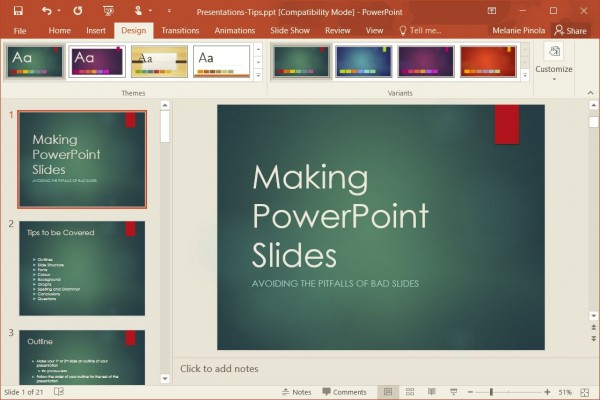 Presentations-Tips.ppt [Compatibility Mode] - PowerPoint
File Home Insert Design Transitions Animations Slide Show Review View Tell me... Melanie Pinola Share
Aa Aa Aa Aa
Customize
Themes Variants
1
Making
PowerPoint
Slides
AVOIDING THE PITFALLS OF BAD SLIDES
2
Tips to be Covered
Outlines
Slide Structure
Fonts
Colour
Background
Graphs
Spelling and Grammar
Conclusions
Questions
3
Outline
Make your 1st or 2nd slide an outline of your
presentation
Follow the order of your outline for the rest of the
presentation
Making
PowerPoint
Slides
AVOIDING THE PITFALLS OF BAD SLIDES
Click to add notes
Slide 1 of 21 Notes Comments 51%